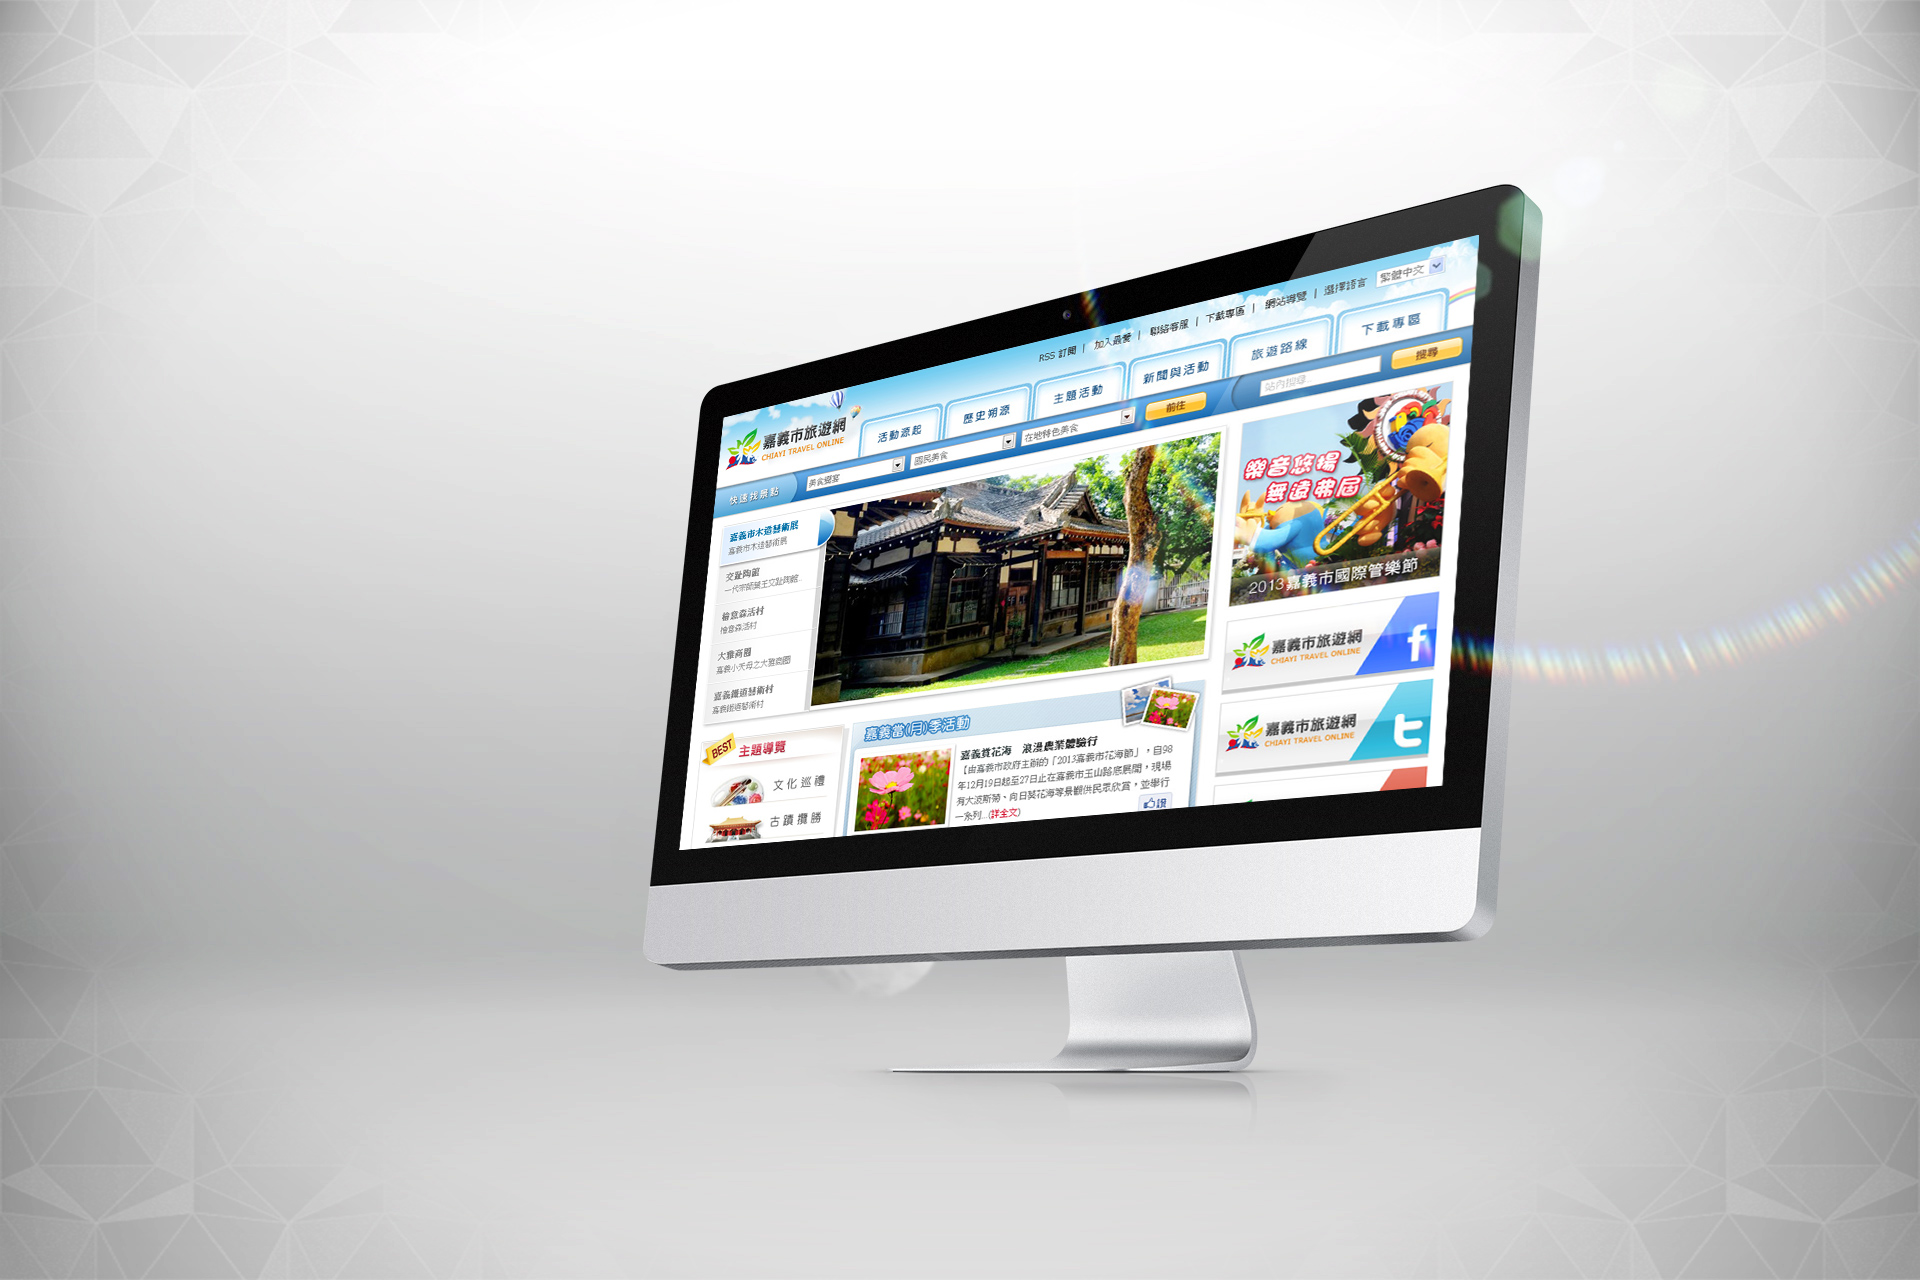 RSS 訂閱 | 加入最愛 | 聯絡客服 | 下載專區 | 網站導覽 | 選擇語言 繁體中文
嘉義市旅遊網
CHIAYI TRAVEL ONLINE
活動源起
歷史朔源
主題活動
新聞與活動
旅遊路線
下載專區
快速找景點
美食饗宴
國民美食
在地特色美食
前往
站內搜尋...
搜尋
嘉義市木造藝術展
嘉義市木造藝術展
交趾陶館
一代宗師葉王交趾陶館...
檜意森活村
檜意森活村
大雅商圈
嘉義小天母之大雅商圈
嘉義鐵道藝術村
嘉義鐵道藝術村
樂音悠揚
無遠弗屆
2013嘉義市國際管樂節
嘉義市旅遊網
CHIAYI TRAVEL ONLINE
f
嘉義市旅遊網
CHIAYI TRAVEL ONLINE
t
BEST 主題導覽
文化巡禮
古蹟攬勝
嘉義當(月)季活動
嘉義賞花海 浪漫農業體驗行
【由嘉義市政府主辦的「2013嘉義市花海節」，自98
年12月19日起至27日止在嘉義市玉山路底展開，現場
有大波斯菊、向日葵花海等景觀供民眾欣賞，並舉行
一系列...(詳全文)
讚